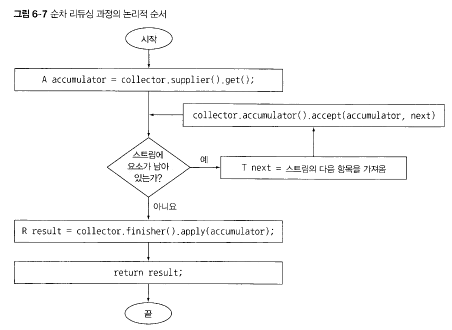 그림 6-7 순차 리듀싱 과정의 논리적 순서
시작
A accumulator = collector.supplier().get();
collector.accumulator().accept(accumulator, next)
스트림에
요소가 남아
있는가?
예
T next = 스트림의 다음 항목을 가져옴
아니요
R result = collector.finisher().apply(accumulator);
return result;
끝